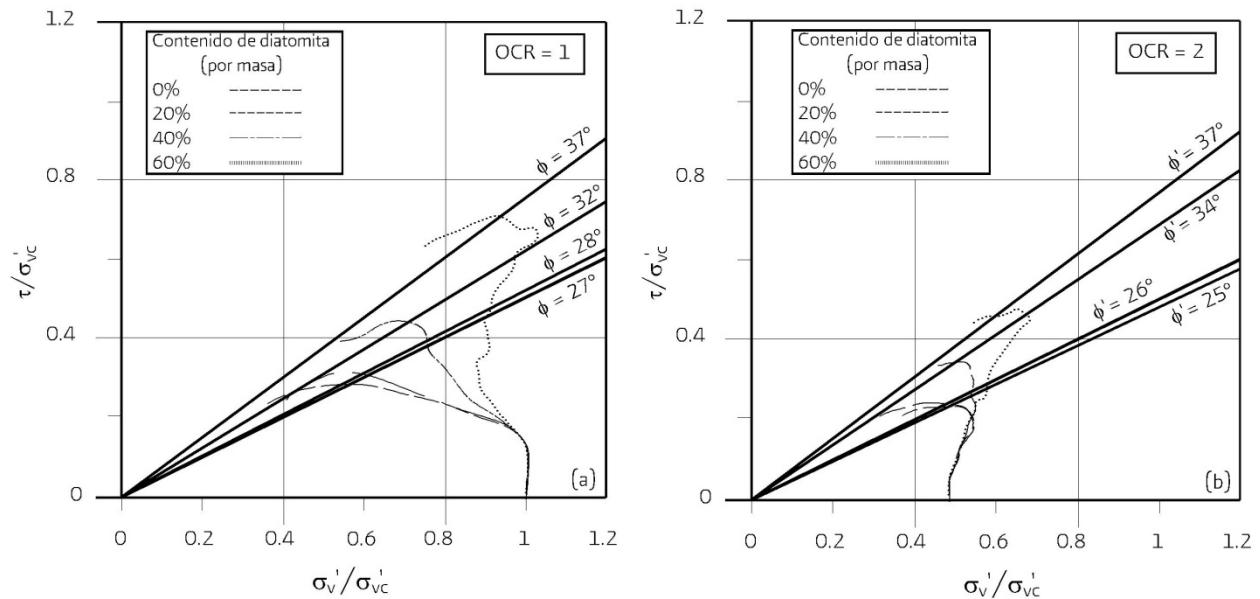 1.2
Contenido de diatomita
(por masa)
0%
20%
40%
60%
OCR = 1
ϕ = 37°
ϕ = 32°
ϕ = 28°
ϕ = 27°
0.8
0.4
0
τ/σ'vc
(a)
0 0.2 0.4 0.6 0.8 1 1.2
σv'/σ'vc
1.2
Contenido de diatomita
(por masa)
0%
20%
40%
60%
OCR = 2
ϕ' = 37°
ϕ' = 34°
ϕ' = 26°
ϕ' = 25°
0.8
0.4
0
τ/σ'vc
(b)
0 0.2 0.4 0.6 0.8 1 1.2
σv'/σ'vc